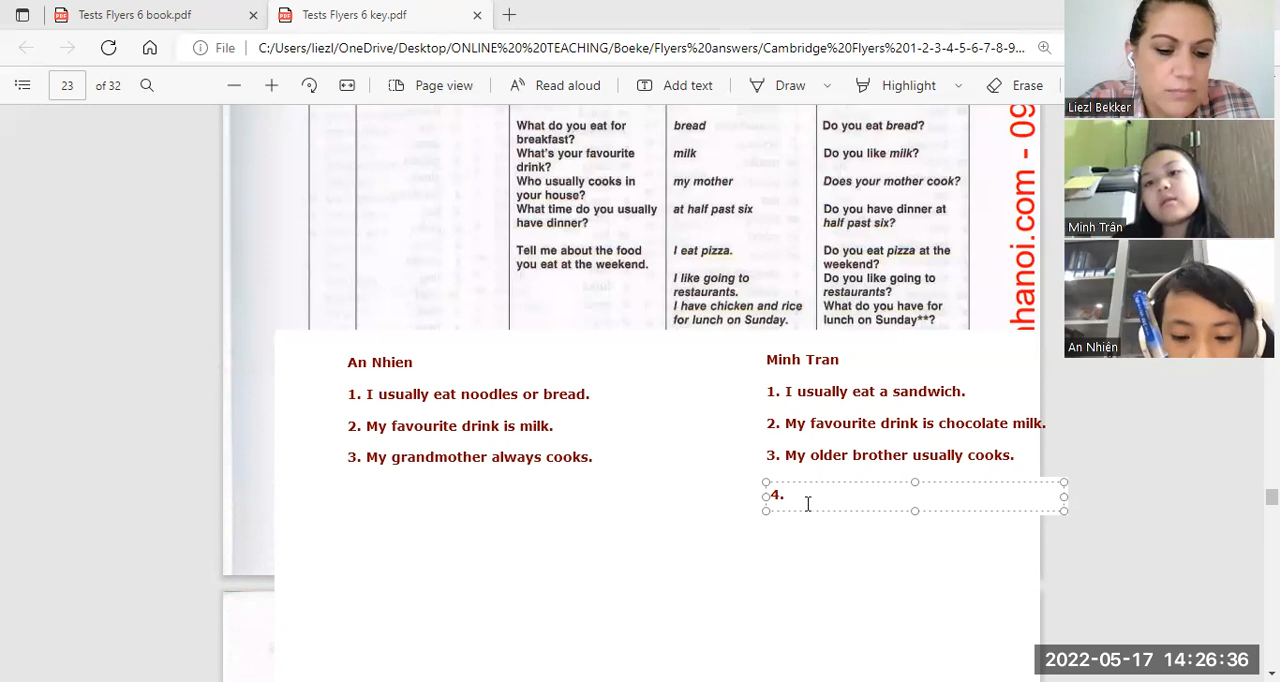 Tests Flyers 6 book.pdf
Tests Flyers 6 key.pdf
File
C:/Users/liezl/OneDrive/Desktop/ONLINE%20%20TEACHING/Boeke/Flyers%20answers/Cambridge%20Flyers%201-2-3-4-5-6-7-8-9...
23 of 32
Page view
Read aloud
Add text
Draw
Highlight
Erase
What do you eat for
breakfast?
bread
Do you eat bread?
What's your favourite
drink?
milk
Do you like milk?
Who usually cooks in
your house?
my mother
Does your mother cook?
What time do you usually
have dinner?
at half past six
Do you have dinner at
half past six?
Tell me about the food
you eat at the weekend.
I eat pizza.
Do you eat pizza at the
weekend?
I like going to
restaurants.
Do you like going to
restaurants?
I have chicken and rice
for lunch on Sunday.
What do you have for
lunch on Sunday**?
hanoi.com - 09
An Nhien
1. I usually eat noodles or bread.
2. My favourite drink is milk.
3. My grandmother always cooks.
Minh Tran
1. I usually eat a sandwich.
2. My favourite drink is chocolate milk.
3. My older brother usually cooks.
4.
Liezl Bekker
Minh Trân
An Nhiên
2022-05-17 14:26:36